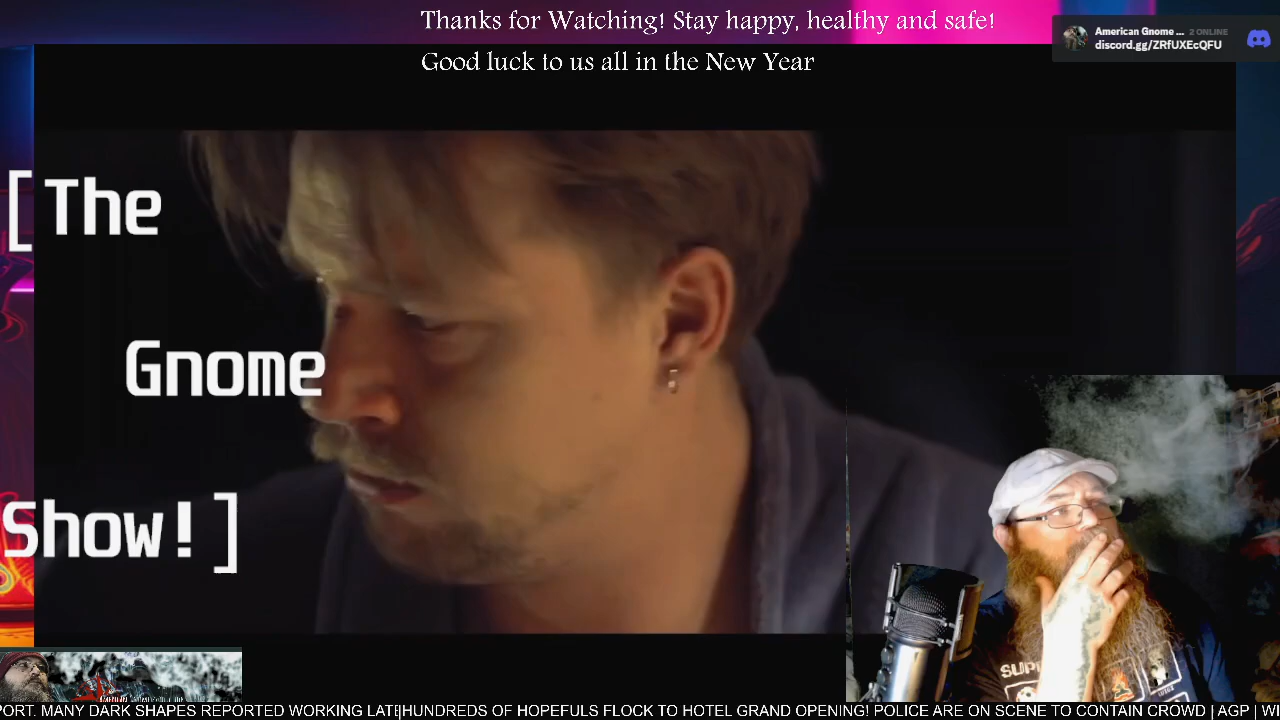 Thanks for Watching! Stay happy, healthy and safe!
Good luck to us all in the New Year
American Gnome ... 2 ONLINE
discord.gg/ZRfUXEcQFU
[The
Gnome
Show!]
SUP
PORT. MANY DARK SHAPES REPORTED WORKING LATE|HUNDREDS OF HOPEFULS FLOCK TO HOTEL GRAND OPENING! POLICE ARE ON SCENE TO CONTAIN CROWD | AGP | WI